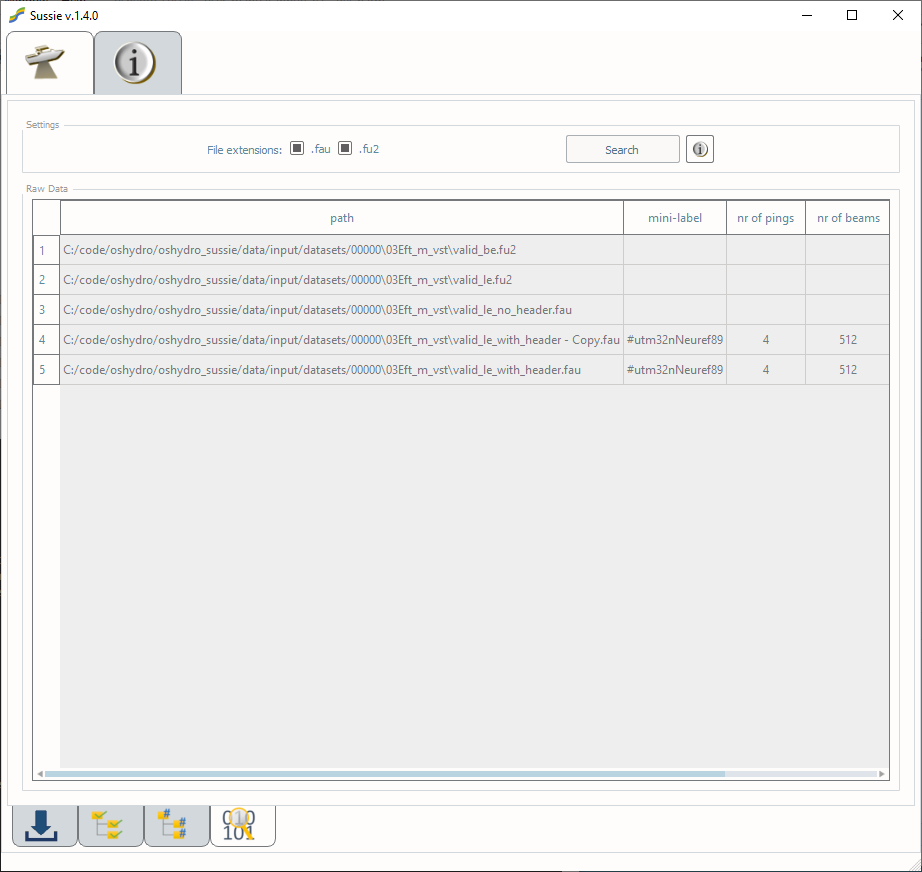 Sussie v.1.4.0
Settings
File extensions: .fau .fu2 Search
Raw Data
path mini-label nr of pings nr of beams
1 C:/code/oshydro/oshydro_sussie/data/input/datasets/00000\03Eft_m_vst\valid_be.fu2
2 C:/code/oshydro/oshydro_sussie/data/input/datasets/00000\03Eft_m_vst\valid_le.fu2
3 C:/code/oshydro/oshydro_sussie/data/input/datasets/00000\03Eft_m_vst\valid_le_no_header.fau
4 C:/code/oshydro/oshydro_sussie/data/input/datasets/00000\03Eft_m_vst\valid_le_with_header - Copy.fau #utm32nNeuref89 4 512
5 C:/code/oshydro/oshydro_sussie/data/input/datasets/00000\03Eft_m_vst\valid_le_with_header.fau #utm32nNeuref89 4 512
# 
#
#
010
101